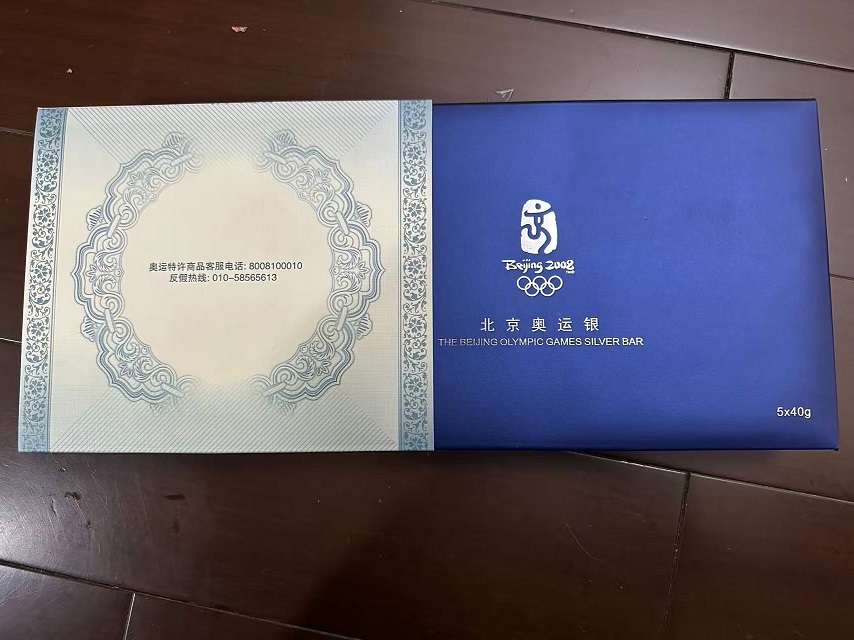 奥运特许商品客服电话: 8008100010
反假热线: 010-58565613
Beijing 2008
北京奥运银
THE BEIJING OLYMPIC GAMES SILVER BAR
5x40g